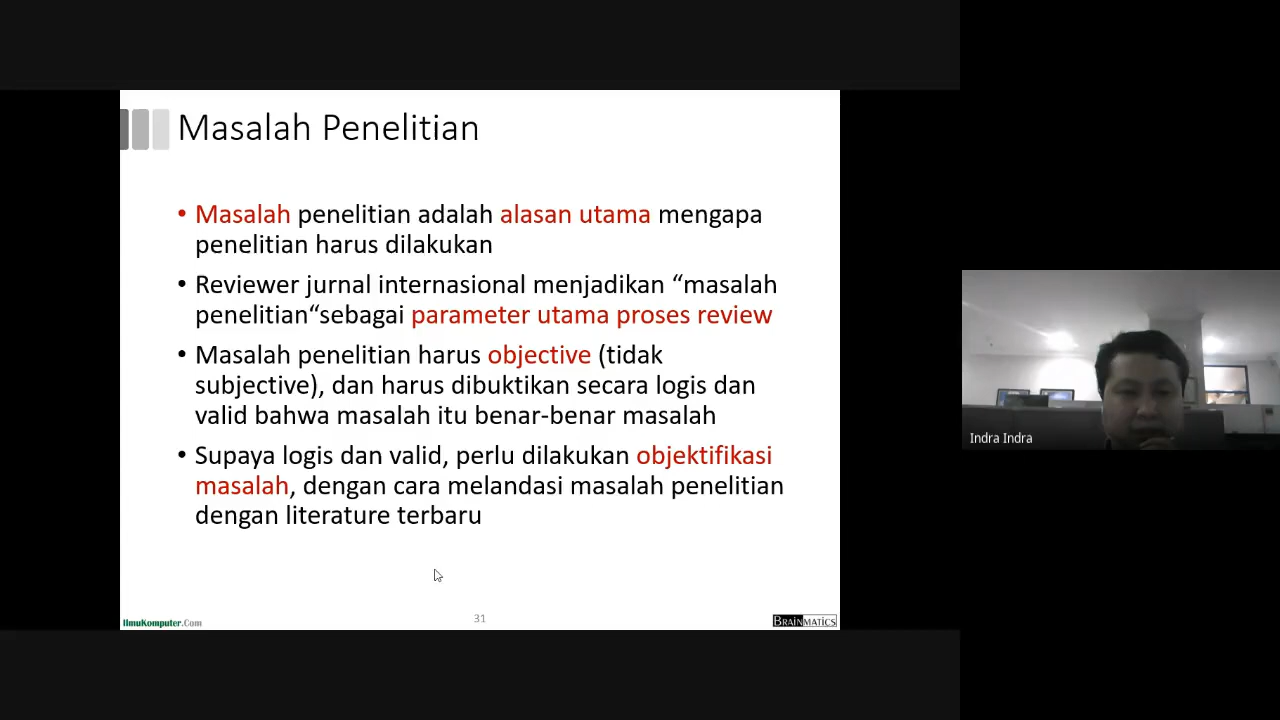 Masalah Penelitian
• Masalah penelitian adalah alasan utama mengapa
penelitian harus dilakukan
• Reviewer jurnal internasional menjadikan “masalah
penelitian“sebagai parameter utama proses review
• Masalah penelitian harus objective (tidak
subjective), dan harus dibuktikan secara logis dan
valid bahwa masalah itu benar-benar masalah
• Supaya logis dan valid, perlu dilakukan objektifikasi
masalah, dengan cara melandasi masalah penelitian
dengan literature terbaru
IlmuKomputer.Com
31
BRAINMATICS
Indra Indra